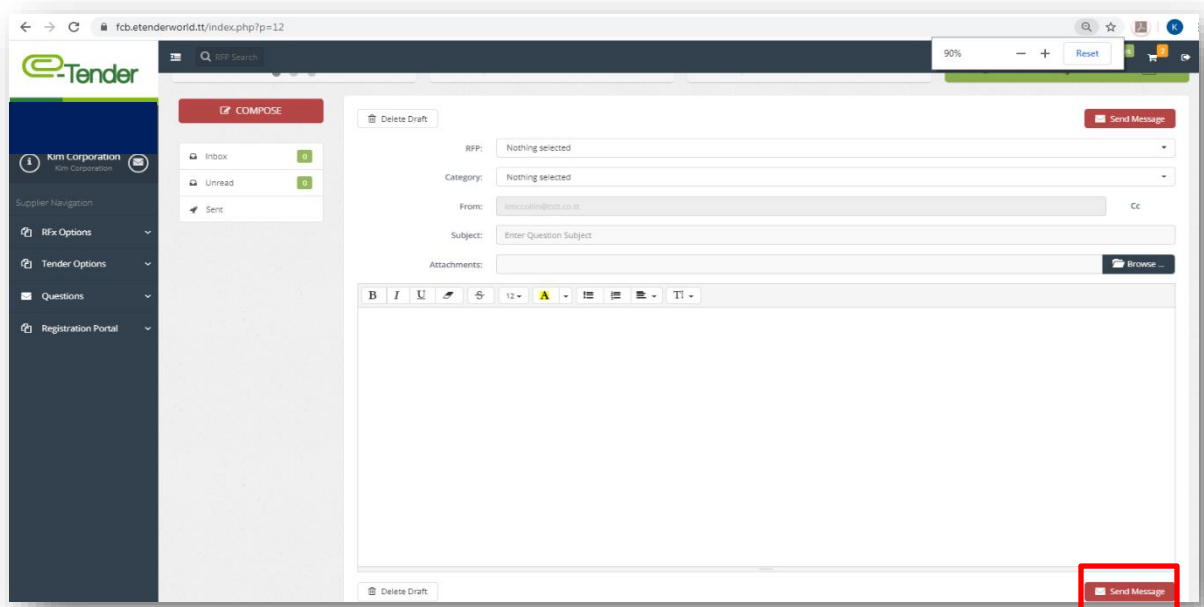 fcb.etenderworld.tt/index.php?p=12
K
e-Tender
RFP Search
90%
Reset
COMPOSE
Delete Draft
Send Message
Kim Corporation
Kim Corporation
Inbox 0
Unread 0
Sent
RFP: Nothing selected
Category: Nothing selected
From: Cc
Subject: Enter Question Subject
Attachments: Browse ...
Supplier Navigation
RFx Options
Tender Options
Questions
Registration Portal
B I U S 12 A
Delete Draft
Send Message